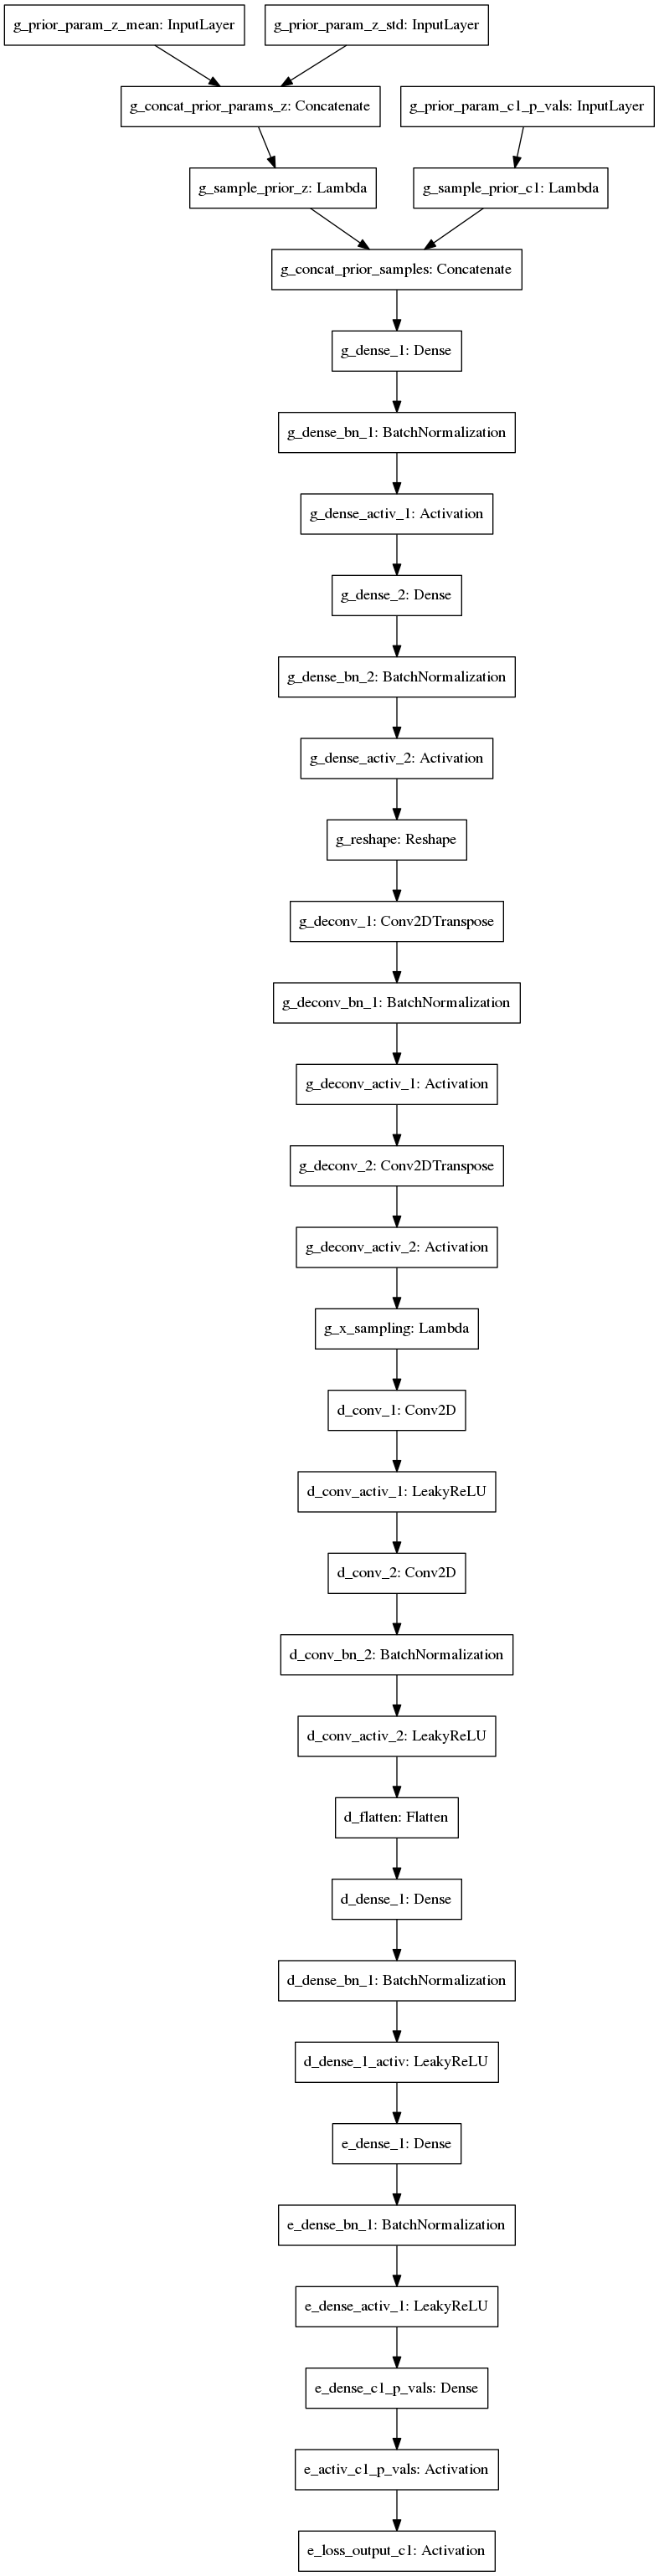 g_prior_param_z_mean: InputLayer
g_prior_param_z_std: InputLayer
g_concat_prior_params_z: Concatenate
g_prior_param_c1_p_vals: InputLayer
g_sample_prior_z: Lambda
g_sample_prior_c1: Lambda
g_concat_prior_samples: Concatenate
g_dense_1: Dense
g_dense_bn_1: BatchNormalization
g_dense_activ_1: Activation
g_dense_2: Dense
g_dense_bn_2: BatchNormalization
g_dense_activ_2: Activation
g_reshape: Reshape
g_deconv_1: Conv2DTranspose
g_deconv_bn_1: BatchNormalization
g_deconv_activ_1: Activation
g_deconv_2: Conv2DTranspose
g_deconv_activ_2: Activation
g_x_sampling: Lambda
d_conv_1: Conv2D
d_conv_activ_1: LeakyReLU
d_conv_2: Conv2D
d_conv_bn_2: BatchNormalization
d_conv_activ_2: LeakyReLU
d_flatten: Flatten
d_dense_1: Dense
d_dense_bn_1: BatchNormalization
d_dense_1_activ: LeakyReLU
e_dense_1: Dense
e_dense_bn_1: BatchNormalization
e_dense_activ_1: LeakyReLU
e_dense_c1_p_vals: Dense
e_activ_c1_p_vals: Activation
e_loss_output_c1: Activation